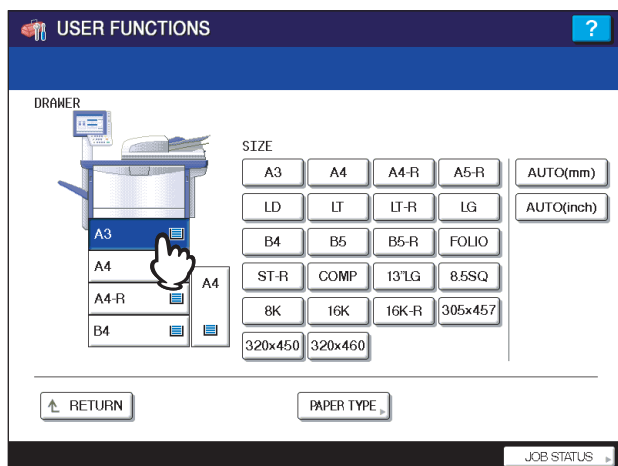 USER FUNCTIONS ?
DRAWER
SIZE
A3 A4 A4-R A5-R AUTO(mm)
LD LT LT-R LG AUTO(inch)
A3
B4 B5 B5-R FOLIO
A4
A4
ST-R COMP 13"LG 8.5SQ
A4-R
8K 16K 16K-R 305x457
B4
320x450 320x460
RETURN PAPER TYPE
JOB STATUS